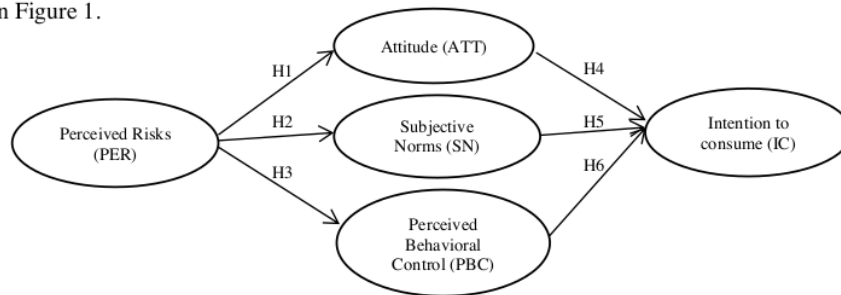 n Figure 1.
Attitude (ATT)
H1
H4
Perceived Risks
(PER)
H2
Subjective
Norms (SN)
H5
Intention to
consume (IC)
H3
H6
Perceived
Behavioral
Control (PBC)